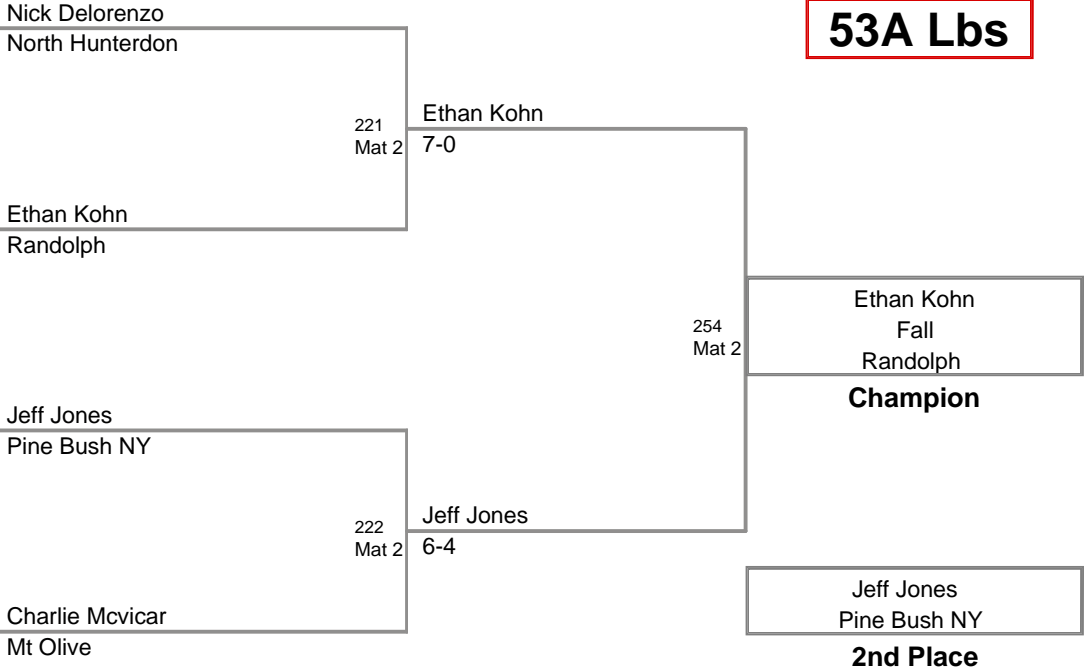 Nick Delorenzo
North Hunterdon
53A Lbs
221
Mat 2
Ethan Kohn
7-0
Ethan Kohn
Randolph
254
Mat 2
Ethan Kohn
Fall
Randolph
Champion
Jeff Jones
Pine Bush NY
222
Mat 2
Jeff Jones
6-4
Charlie Mcvicar
Mt Olive
Jeff Jones
Pine Bush NY
2nd Place